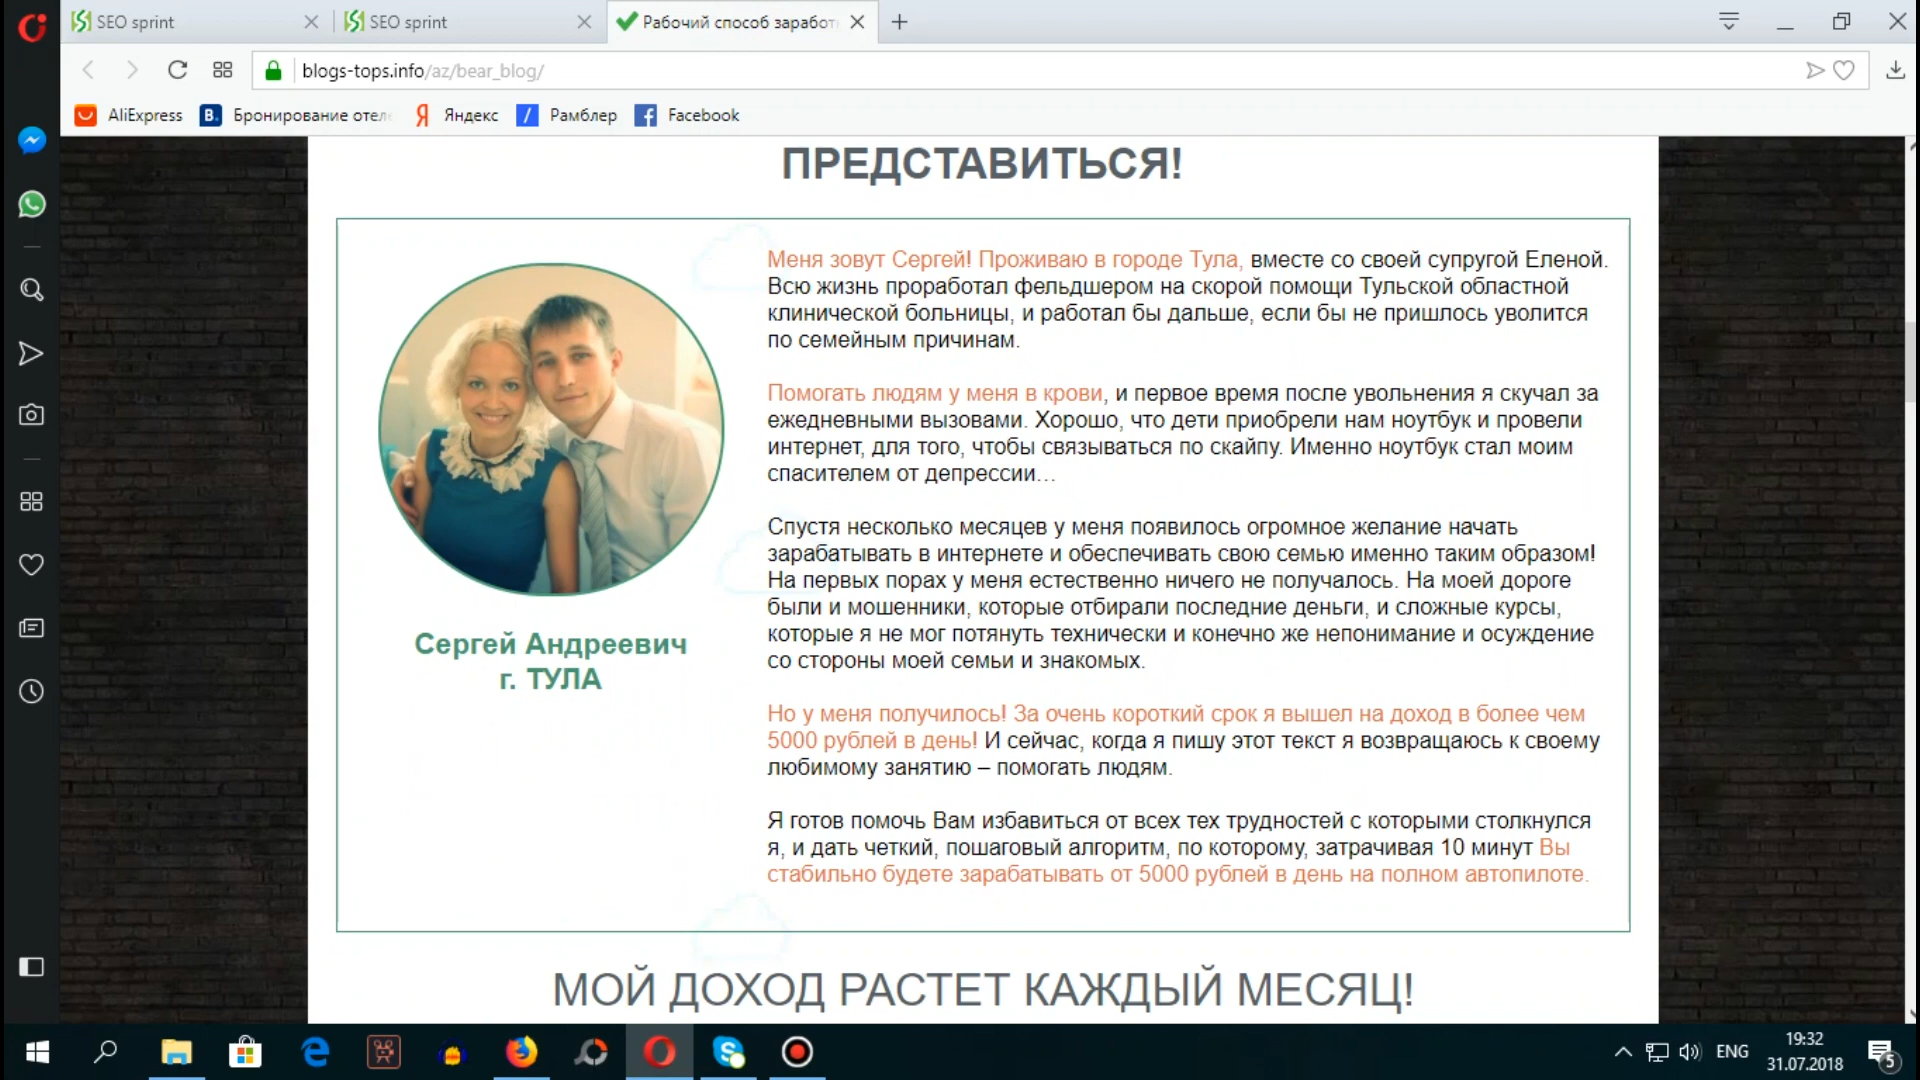 SEO sprint
SEO sprint
Рабочий способ заработ
blogs-tops.info/az/bear_blog/
AliExpress
B.
Бронирование отел
Я
Яндекс
Рамблер
Facebook
ПРЕДСТАВИТЬСЯ!
Меня зовут Сергей! Проживаю в городе Тула, вместе со своей супругой Еленой.
Всю жизнь проработал фельдшером на скорой помощи Тульской областной
клинической больницы, и работал бы дальше, если бы не пришлось уволится
по семейным причинам.
Помогать людям у меня в крови, и первое время после увольнения я скучал за
ежедневными вызовами. Хорошо, что дети приобрели нам ноутбук и провели
интернет, для того, чтобы связываться по скайпу. Именно ноутбук стал моим
спасителем от депрессии…
Спустя несколько месяцев у меня появилось огромное желание начать
зарабатывать в интернете и обеспечивать свою семью именно таким образом!
На первых порах у меня естественно ничего не получалось. На моей дороге
были и мошенники, которые отбирали последние деньги, и сложные курсы,
которые я не мог потянуть технически и конечно же непонимание и осуждение
со стороны моей семьи и знакомых.
Но у меня получилось! За очень короткий срок я вышел на доход в более чем
5000 рублей в день! И сейчас, когда я пишу этот текст я возвращаюсь к своему
любимому занятию – помогать людям.
Я готов помочь Вам избавиться от всех тех трудностей с которыми столкнулся
я, и дать четкий, пошаговый алгоритм, по которому, затрачивая 10 минут Вы
стабильно будете зарабатывать от 5000 рублей в день на полном автопилоте.
Сергей Андреевич
г. ТУЛА
МОЙ ДОХОД РАСТЕТ КАЖДЫЙ МЕСЯЦ!
ENG
19:32
31.07.2018
5